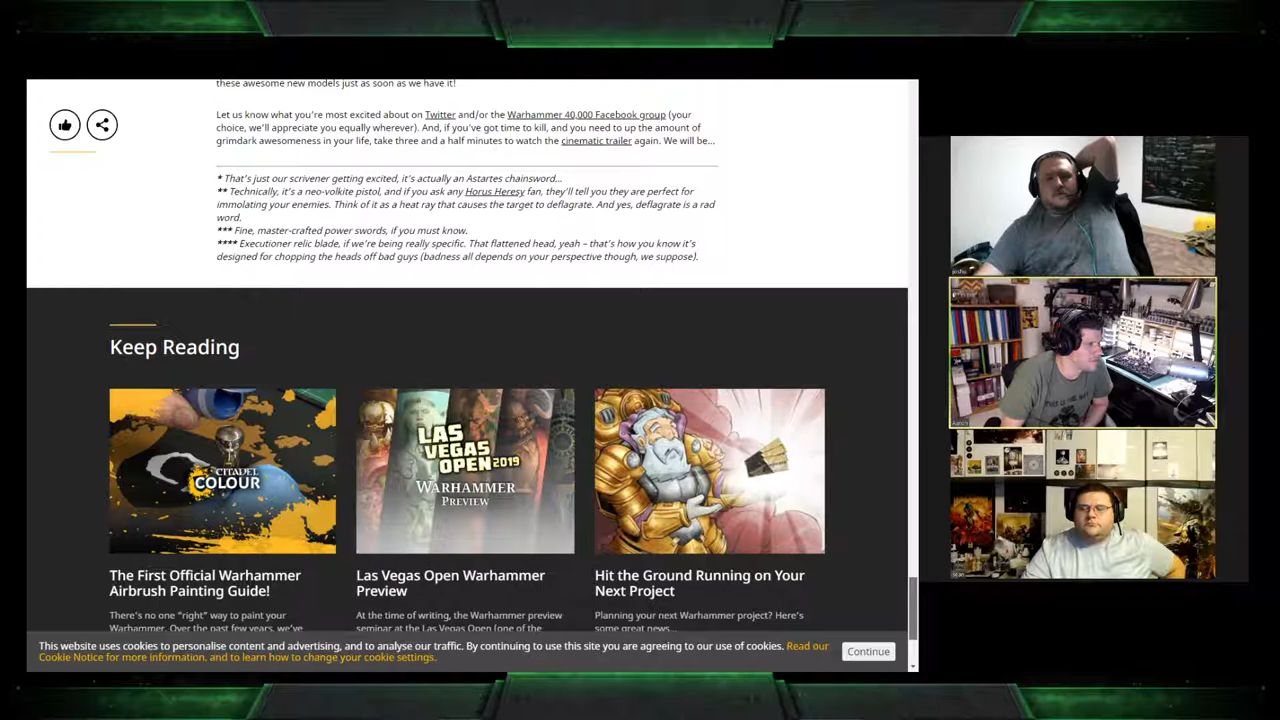 these awesome new models just as soon as we have it!
Let us know what you're most excited about on Twitter and/or the Warhammer 40,000 Facebook group (your
choice, we'll appreciate you equally wherever). And, if you've got time to kill, and you need to up the amount of
grimdark awesomeness in your life, take three and a half minutes to watch the cinematic trailer again. We will be...
* That's just our scrivener getting excited, it's actually an Astartes chainsword...
** Technically, it's a neo-volkite pistol, and if you ask any Horus Heresy fan, they'll tell you they are perfect for
immolating your enemies. Think of it as a heat ray that causes the target to deflagrate. And yes, deflagrate is a rad
word.
*** Fine, master-crafted power swords, if you must know.
**** Executioner relic blade, if we're being really specific. That flattened head, yeah – that's how you know it's
designed for chopping the heads off bad guys (badness all depends on your perspective though, we suppose).
Keep Reading
CITADEL
COLOUR
LAS
VEGAS
OPEN 2019
WARHAMMER
PREVIEW
The First Official Warhammer
Airbrush Painting Guide!
There's no one "right" way to paint your
Warhammer. Over the past few years, we've
Las Vegas Open Warhammer
Preview
At the time of writing, the Warhammer preview
seminar at the Las Vegas Open (one of the
Hit the Ground Running on Your
Next Project
Planning your next Warhammer project? Here's
some great news...
This website uses cookies to personalise content and advertising, and to analyse our traffic. By continuing to use this site you are agreeing to our use of cookies. Read our
Cookie Notice for more information. and to learn how to change your cookie settings.
Continue